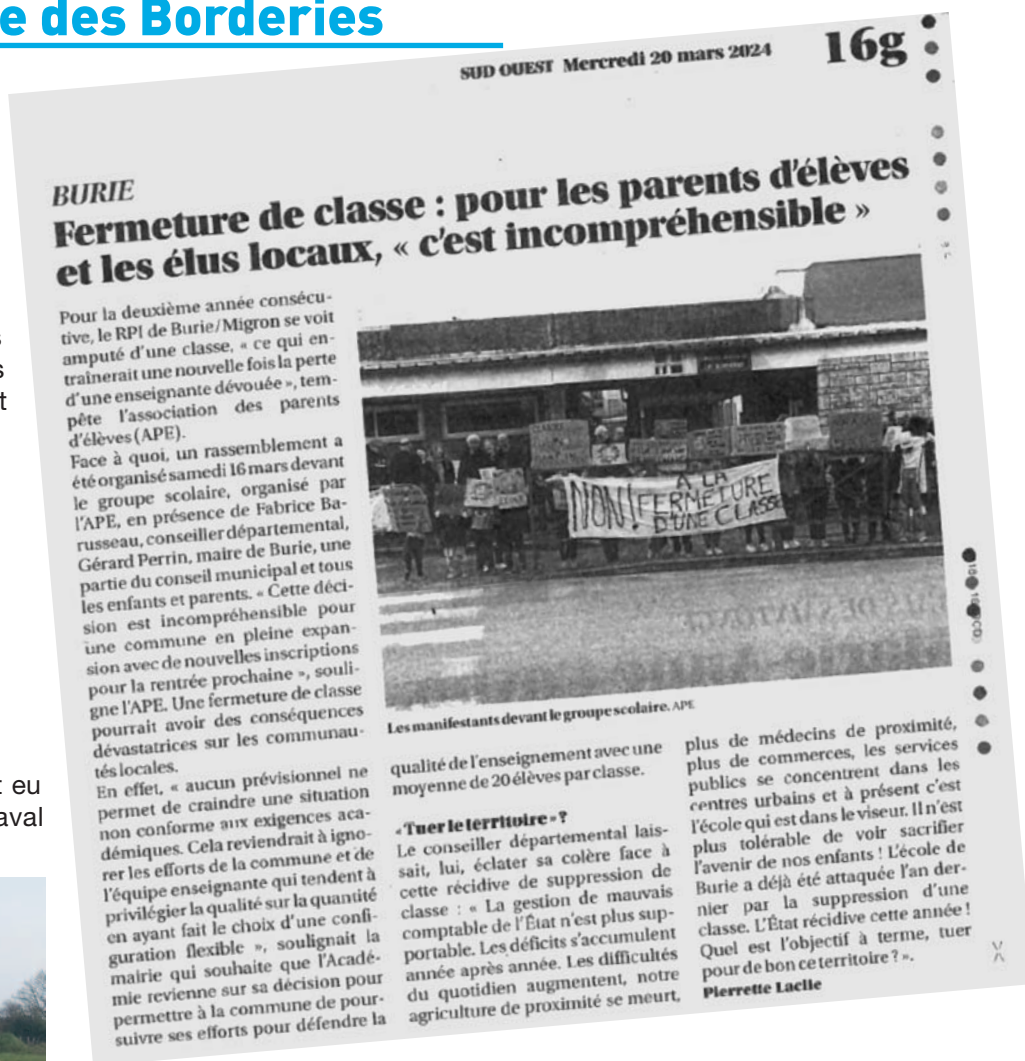 e des Borderies
SUD OUEST Mercredi 20 mars 2024
16g
BURIE
Fermeture de classe : pour les parents d'élèves
et les élus locaux, « c'est incompréhensible »
Pour la deuxième année consécu-
tive, le RPI de Burie/Migron se voit
amputé d'une classe, « ce qui en-
traînerait une nouvelle fois la perte
d'une enseignante dévouée », tem-
pête l'association des parents
d'élèves (APE).
Face à quoi, un rassemblement a
été organisé samedi 16 mars devant
le groupe scolaire, organisé par
l'APE, en présence de Fabrice Ba-
russeau, conseiller départemental,
Gérard Perrin, maire de Burie, une
partie du conseil municipal et tous
les enfants et parents. « Cette déci-
sion est incompréhensible pour
une commune en pleine expan-
sion avec de nouvelles inscriptions
pour la rentrée prochaine », souli-
gne l'APE. Une fermeture de classe
pourrait avoir des conséquences
dévastatrices sur les communau-
tés locales.
En effet, « aucun prévisionnel ne
permet de craindre une situation
non conforme aux exigences aca-
démiques. Cela reviendrait à igno-
rer les efforts de la commune et de
l'équipe enseignante qui tendent à
privilégier la qualité sur la quantité
en ayant fait le choix d'une confi-
guration flexible », soulignait la
mairie qui souhaite que l'Acadé-
mie revienne sur sa décision pour
permettre à la commune de pour-
suivre ses efforts pour défendre la
NON! À LA
FERMETURE
D'UNE CLASSE
Les manifestants devant le groupe scolaire. APE
qualité de l'enseignement avec une
moyenne de 20 élèves par classe.
« Tuer le territoire » ?
Le conseiller départemental lais-
sait, lui, éclater sa colère face à
cette récidive de suppression de
classe : « La gestion de mauvais
comptable de l'État n'est plus sup-
portable. Les déficits s'accumulent
année après année. Les difficultés
du quotidien augmentent, notre
agriculture de proximité se meurt,
plus de médecins de proximité,
plus de commerces, les services
publics se concentrent dans les
centres urbains et à présent c'est
l'école qui est dans le viseur. Il n'est
plus tolérable de voir sacrifier
l'avenir de nos enfants ! L'école de
Burie a déjà été attaquée l'an der-
nier par la suppression d'une
classe. L'État récidive cette année !
Quel est l'objectif à terme, tuer
pour de bon ce territoire ? ».
Pierrette Laclie
s
s
t
t eu
aval